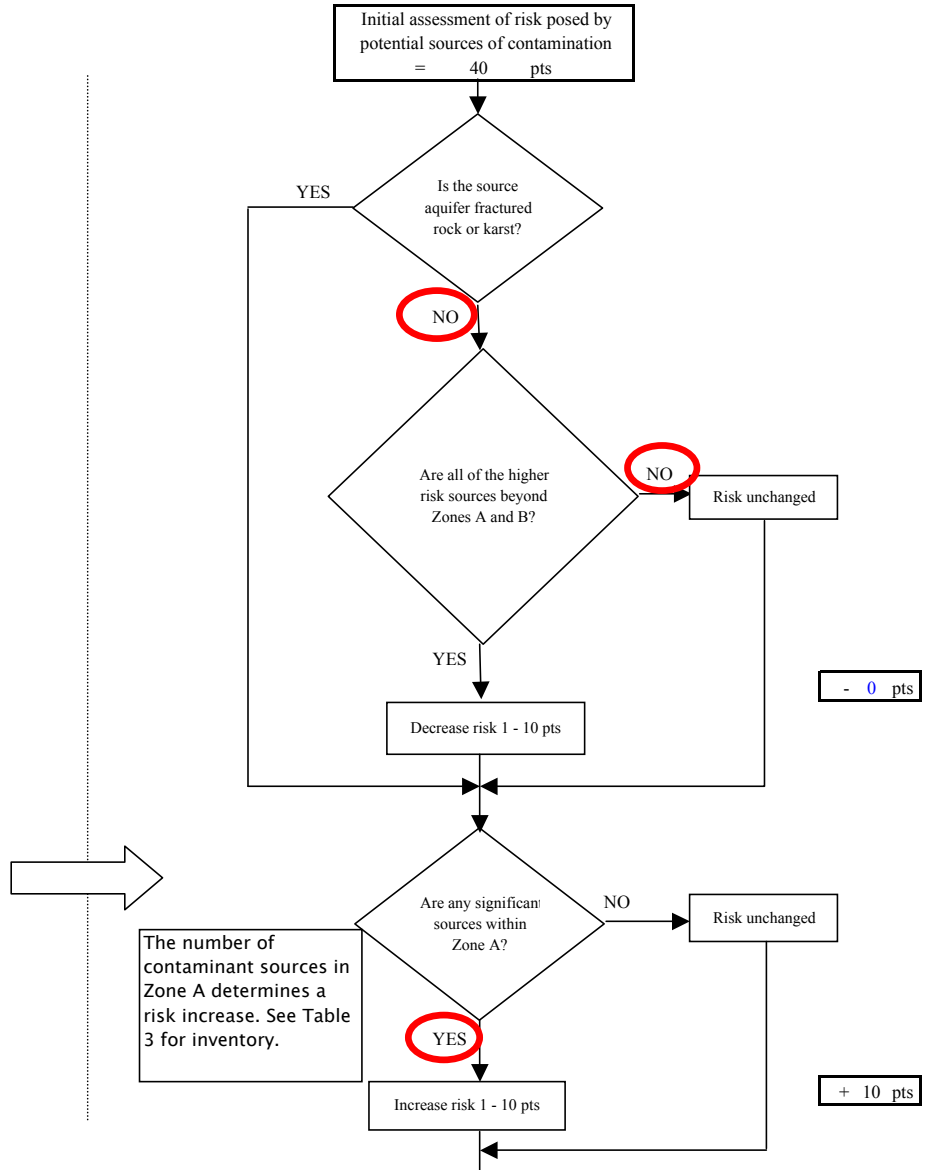 Initial assessment of risk posed by
potential sources of contamination
= 40 pts
Is the source
aquifer fractured
rock or karst?
YES
NO
Are all of the higher
risk sources beyond
Zones A and B?
NO
Risk unchanged
YES
- 0 pts
Decrease risk 1 - 10 pts
Are any significant
sources within
Zone A?
NO
Risk unchanged
The number of
contaminant sources in
Zone A determines a
risk increase. See Table
3 for inventory.
YES
+ 10 pts
Increase risk 1 - 10 pts